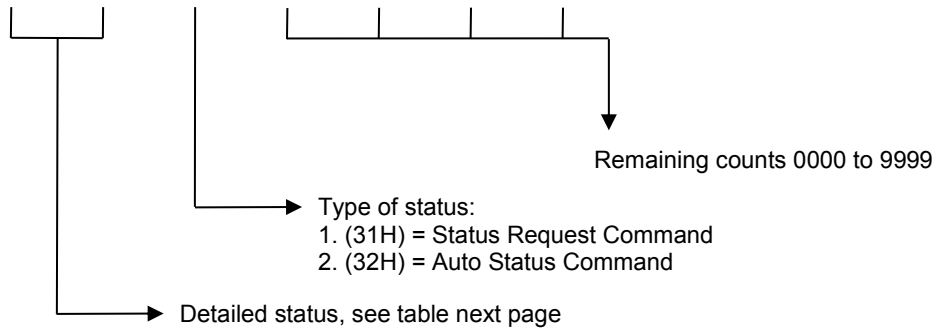 Remaining counts 0000 to 9999
Type of status:
1. (31H) = Status Request Command
2. (32H) = Auto Status Command
Detailed status, see table next page